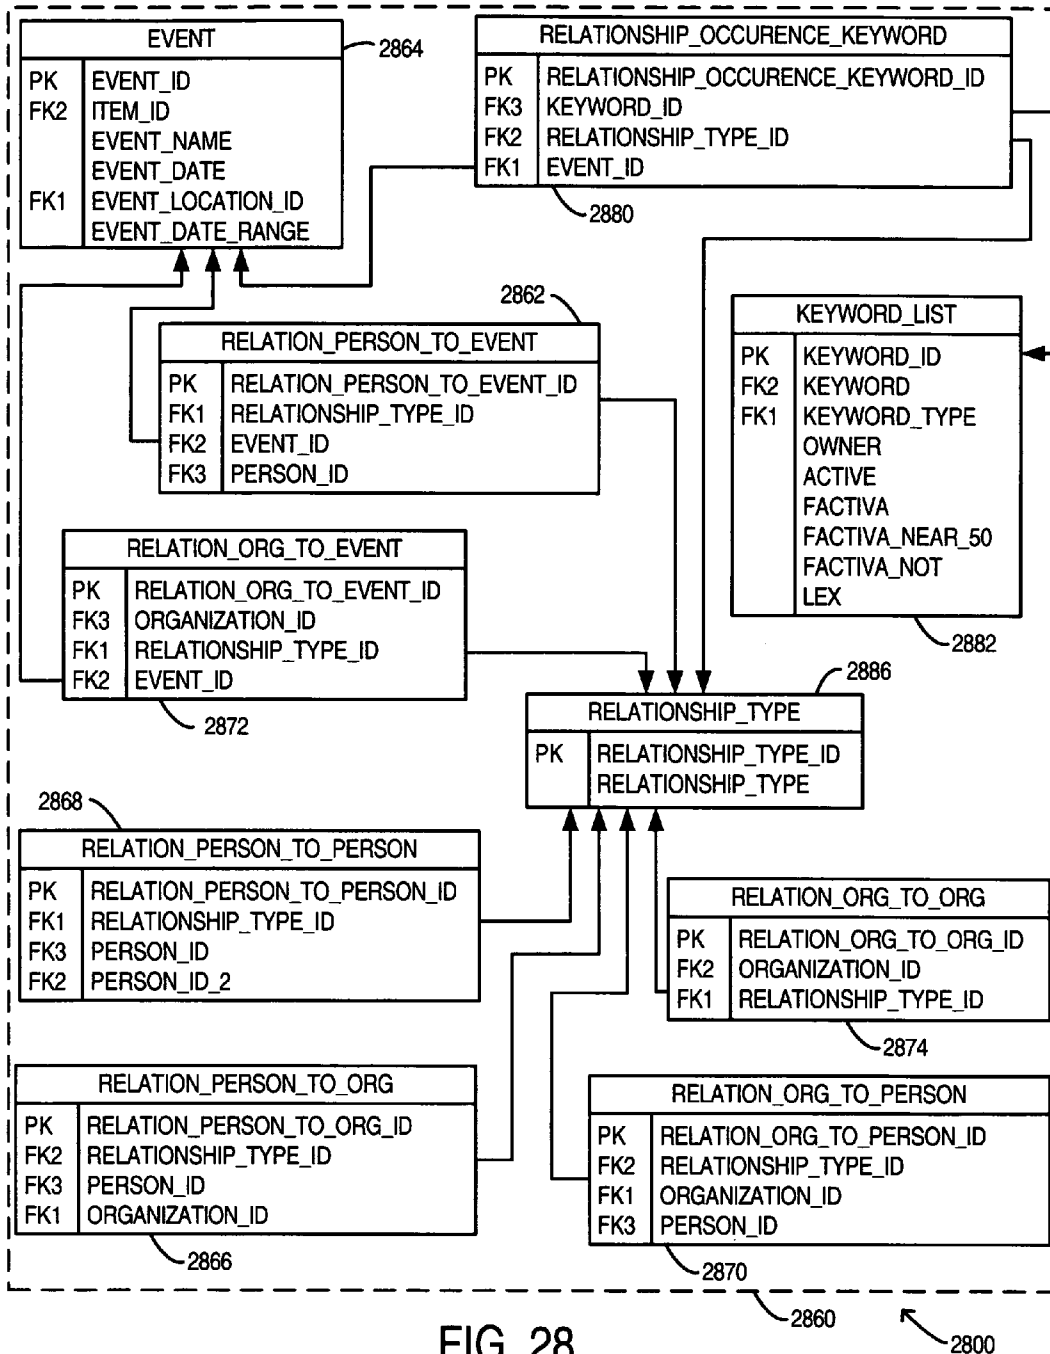 EVENT
2864
PK EVENT_ID
FK2 ITEM_ID
EVENT_NAME
EVENT_DATE
FK1 EVENT_LOCATION_ID
EVENT_DATE_RANGE
RELATIONSHIP_OCCURENCE_KEYWORD
PK RELATIONSHIP_OCCURENCE_KEYWORD_ID
FK3 KEYWORD_ID
FK2 RELATIONSHIP_TYPE_ID
FK1 EVENT_ID
2880
2862
RELATION_PERSON_TO_EVENT
PK RELATION_PERSON_TO_EVENT_ID
FK1 RELATIONSHIP_TYPE_ID
FK2 EVENT_ID
FK3 PERSON_ID
KEYWORD_LIST
PK KEYWORD_ID
FK2 KEYWORD
FK1 KEYWORD_TYPE
OWNER
ACTIVE
FACTIVA
FACTIVA_NEAR_50
FACTIVA_NOT
LEX
2882
RELATION_ORG_TO_EVENT
PK RELATION_ORG_TO_EVENT_ID
FK3 ORGANIZATION_ID
FK1 RELATIONSHIP_TYPE_ID
FK2 EVENT_ID
2872
2886
RELATIONSHIP_TYPE
PK RELATIONSHIP_TYPE_ID
RELATIONSHIP_TYPE
2868
RELATION_PERSON_TO_PERSON
PK RELATION_PERSON_TO_PERSON_ID
FK1 RELATIONSHIP_TYPE_ID
FK3 PERSON_ID
FK2 PERSON_ID_2
RELATION_ORG_TO_ORG
PK RELATION_ORG_TO_ORG_ID
FK2 ORGANIZATION_ID
FK1 RELATIONSHIP_TYPE_ID
2874
RELATION_PERSON_TO_ORG
PK RELATION_PERSON_TO_ORG_ID
FK2 RELATIONSHIP_TYPE_ID
FK3 PERSON_ID
FK1 ORGANIZATION_ID
2866
RELATION_ORG_TO_PERSON
PK RELATION_ORG_TO_PERSON_ID
FK2 RELATIONSHIP_TYPE_ID
FK1 ORGANIZATION_ID
FK3 PERSON_ID
2870
2860
2800
FIG. 28